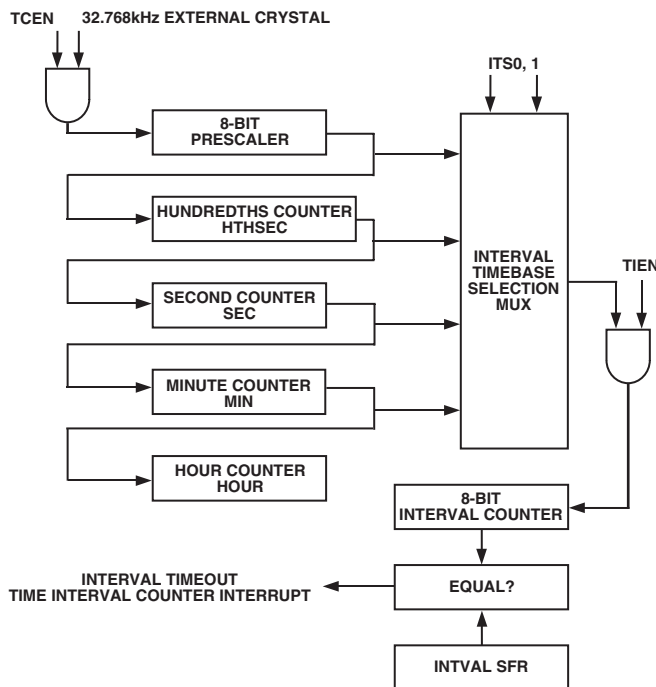 TCEN 32.768kHz EXTERNAL CRYSTAL
ITS0, 1
8-BIT
PRESCALER
HUNDREDTHS COUNTER
HTHSEC
INTERVAL
TIMEBASE
SELECTION
MUX
TIEN
SECOND COUNTER
SEC
MINUTE COUNTER
MIN
HOUR COUNTER
HOUR
8-BIT
INTERVAL COUNTER
INTERVAL TIMEOUT
TIME INTERVAL COUNTER INTERRUPT
EQUAL?
INTVAL SFR